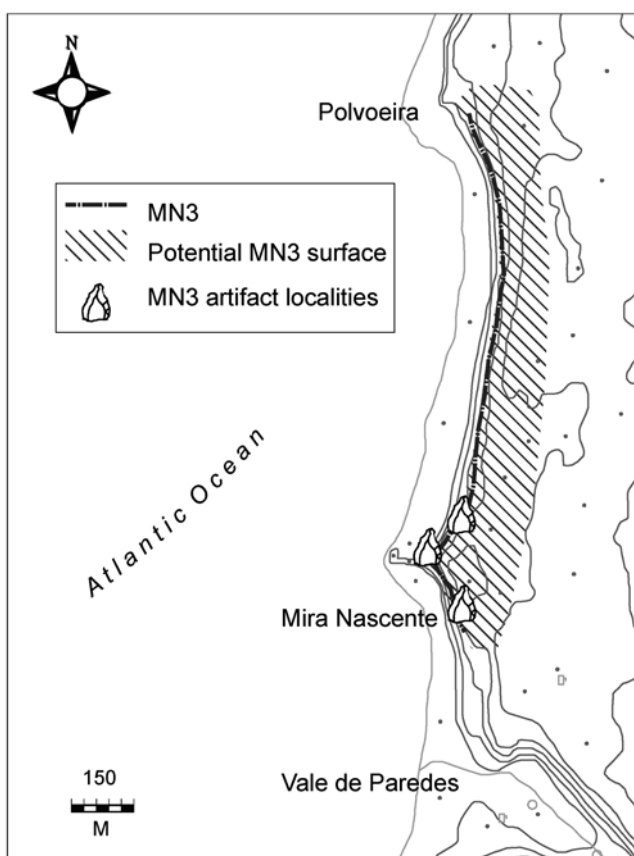 N
Polvoeira
MN3
Potential MN3 surface
MN3 artifact localities
Atlantic Ocean
Mira Nascente
150
M
Vale de Paredes